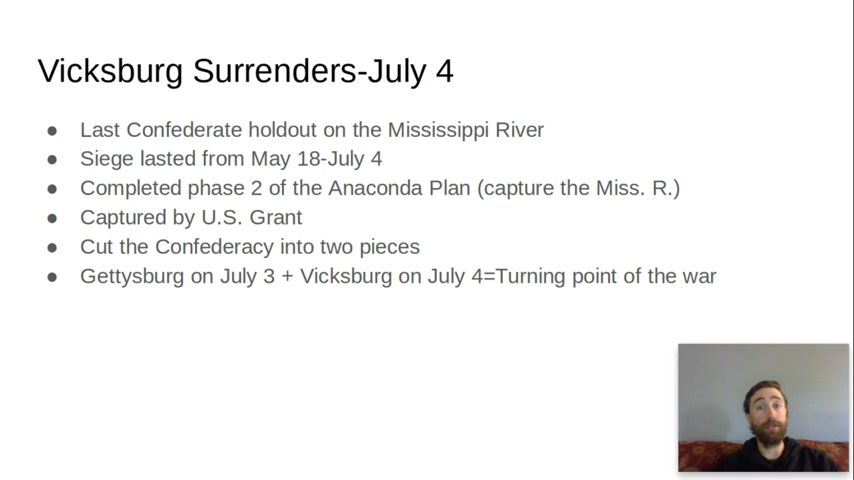 Vicksburg Surrenders-July 4
● Last Confederate holdout on the Mississippi River
● Siege lasted from May 18-July 4
● Completed phase 2 of the Anaconda Plan (capture the Miss. R.)
● Captured by U.S. Grant
● Cut the Confederacy into two pieces
● Gettysburg on July 3 + Vicksburg on July 4=Turning point of the war